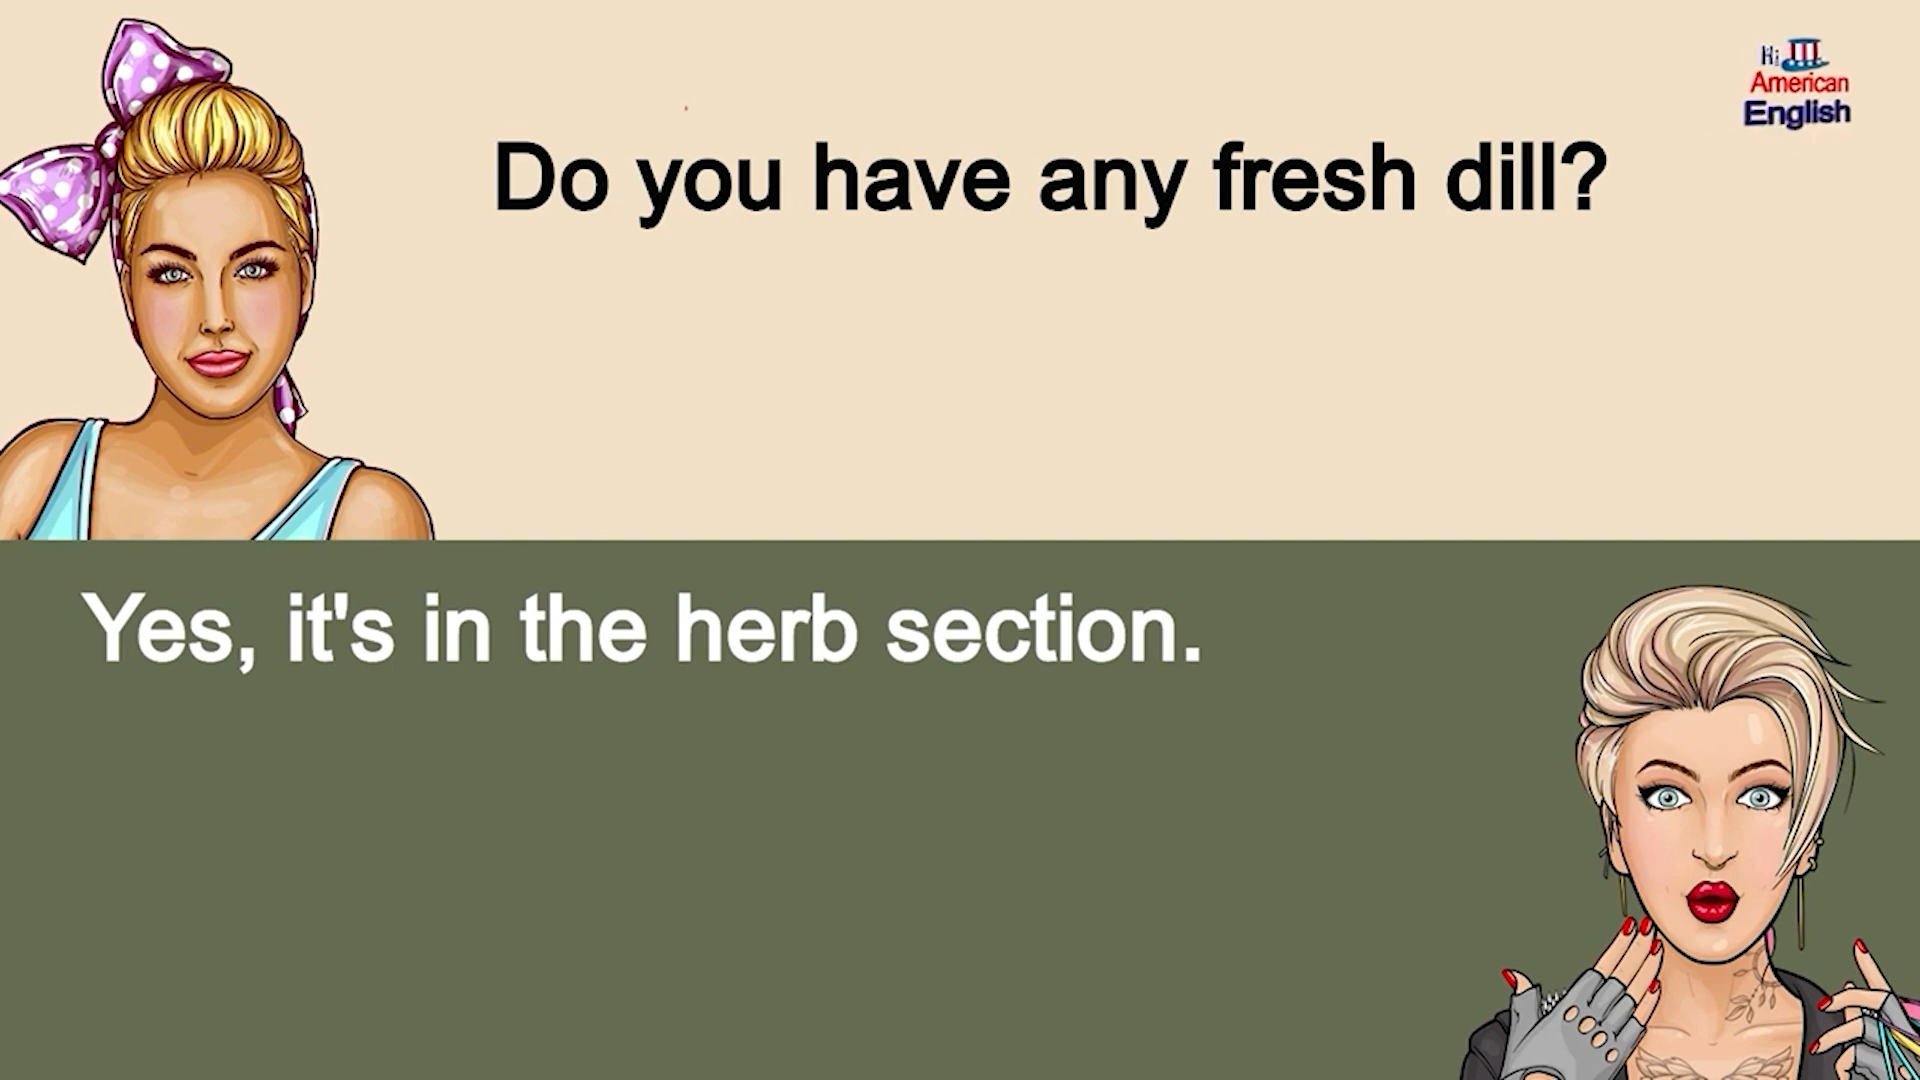 Hi
American
English
Do you have any fresh dill?
Yes, it's in the herb section.